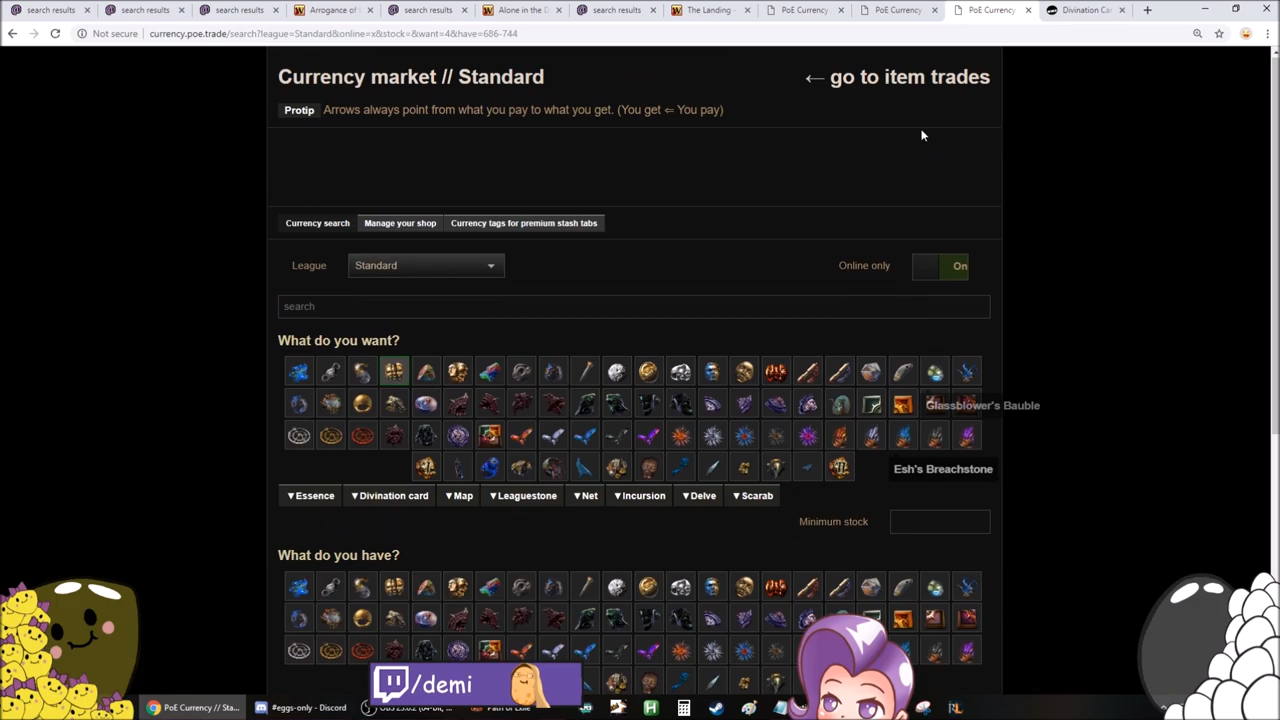 search results
search results
search results
Arrogance of
search results
Alone in the D
search results
The Landing
PoE Currency
PoE Currency
PoE Currency
Divination Ca
Not secure
currency.poe.trade/search?league=Standard&online=x&stock=&want=4&have=686-744
Currency market // Standard
← go to item trades
Protip
Arrows always point from what you pay to what you get. (You get ⇐ You pay)
Currency search
Manage your shop
Currency tags for premium stash tabs
League
Standard
Online only
On
search
What do you want?
Glassblower's Bauble
Esh's Breachstone
▾Essence
▾Divination card
▾Map
▾Leaguestone
▾Net
▾Incursion
▾Delve
▾Scarab
Minimum stock
What do you have?
/demi
PoE Currency // Sta...
#eggs-only - Discord